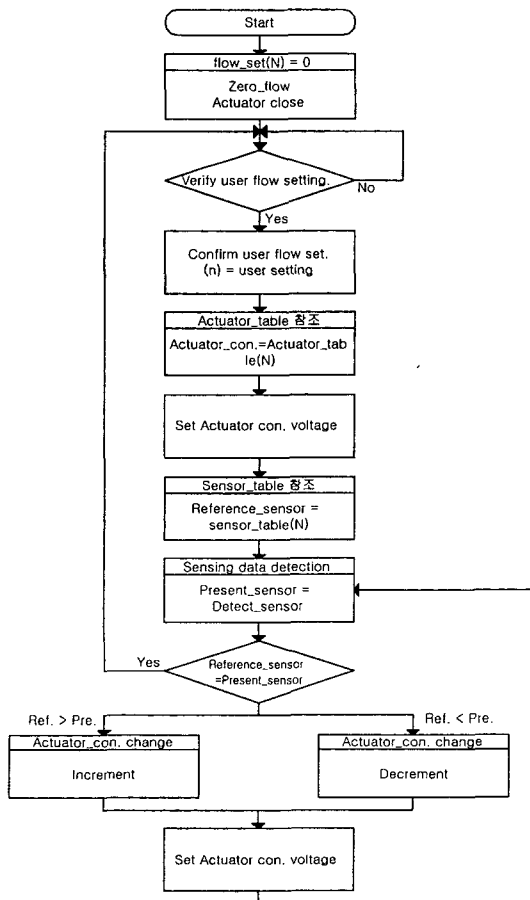 Start
flow_set(N) = 0
Zero_flow
Actuator close
Verify user flow setting.
No
Yes
Confirm user flow set.
(n) = user setting
Actuator_table 참조
Actuator_con.=Actuator_tab
le(N)
Set Actuator con. voltage
Sensor_table 참조
Reference_sensor =
sensor_table(N)
Sensing data detection
Present_sensor =
Detect_sensor
Yes
Reference_sensor
=Present_sensor
Ref. > Pre.
Ref. < Pre.
Actuator_con. change
Increment
Actuator_con. change
Decrement
Set Actuator con. voltage